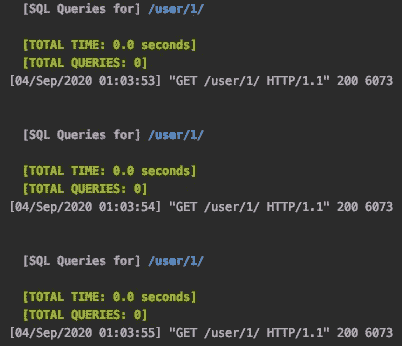 [SQL Queries for] /user/1/
[TOTAL TIME: 0.0 seconds]
[TOTAL QUERIES: 0]
[04/Sep/2020 01:03:53] "GET /user/1/ HTTP/1.1" 200 6073
[SQL Queries for] /user/1/
[TOTAL TIME: 0.0 seconds]
[TOTAL QUERIES: 0]
[04/Sep/2020 01:03:54] "GET /user/1/ HTTP/1.1" 200 6073
[SQL Queries for] /user/1/
[TOTAL TIME: 0.0 seconds]
[TOTAL QUERIES: 0]
[04/Sep/2020 01:03:55] "GET /user/1/ HTTP/1.1" 200 6073